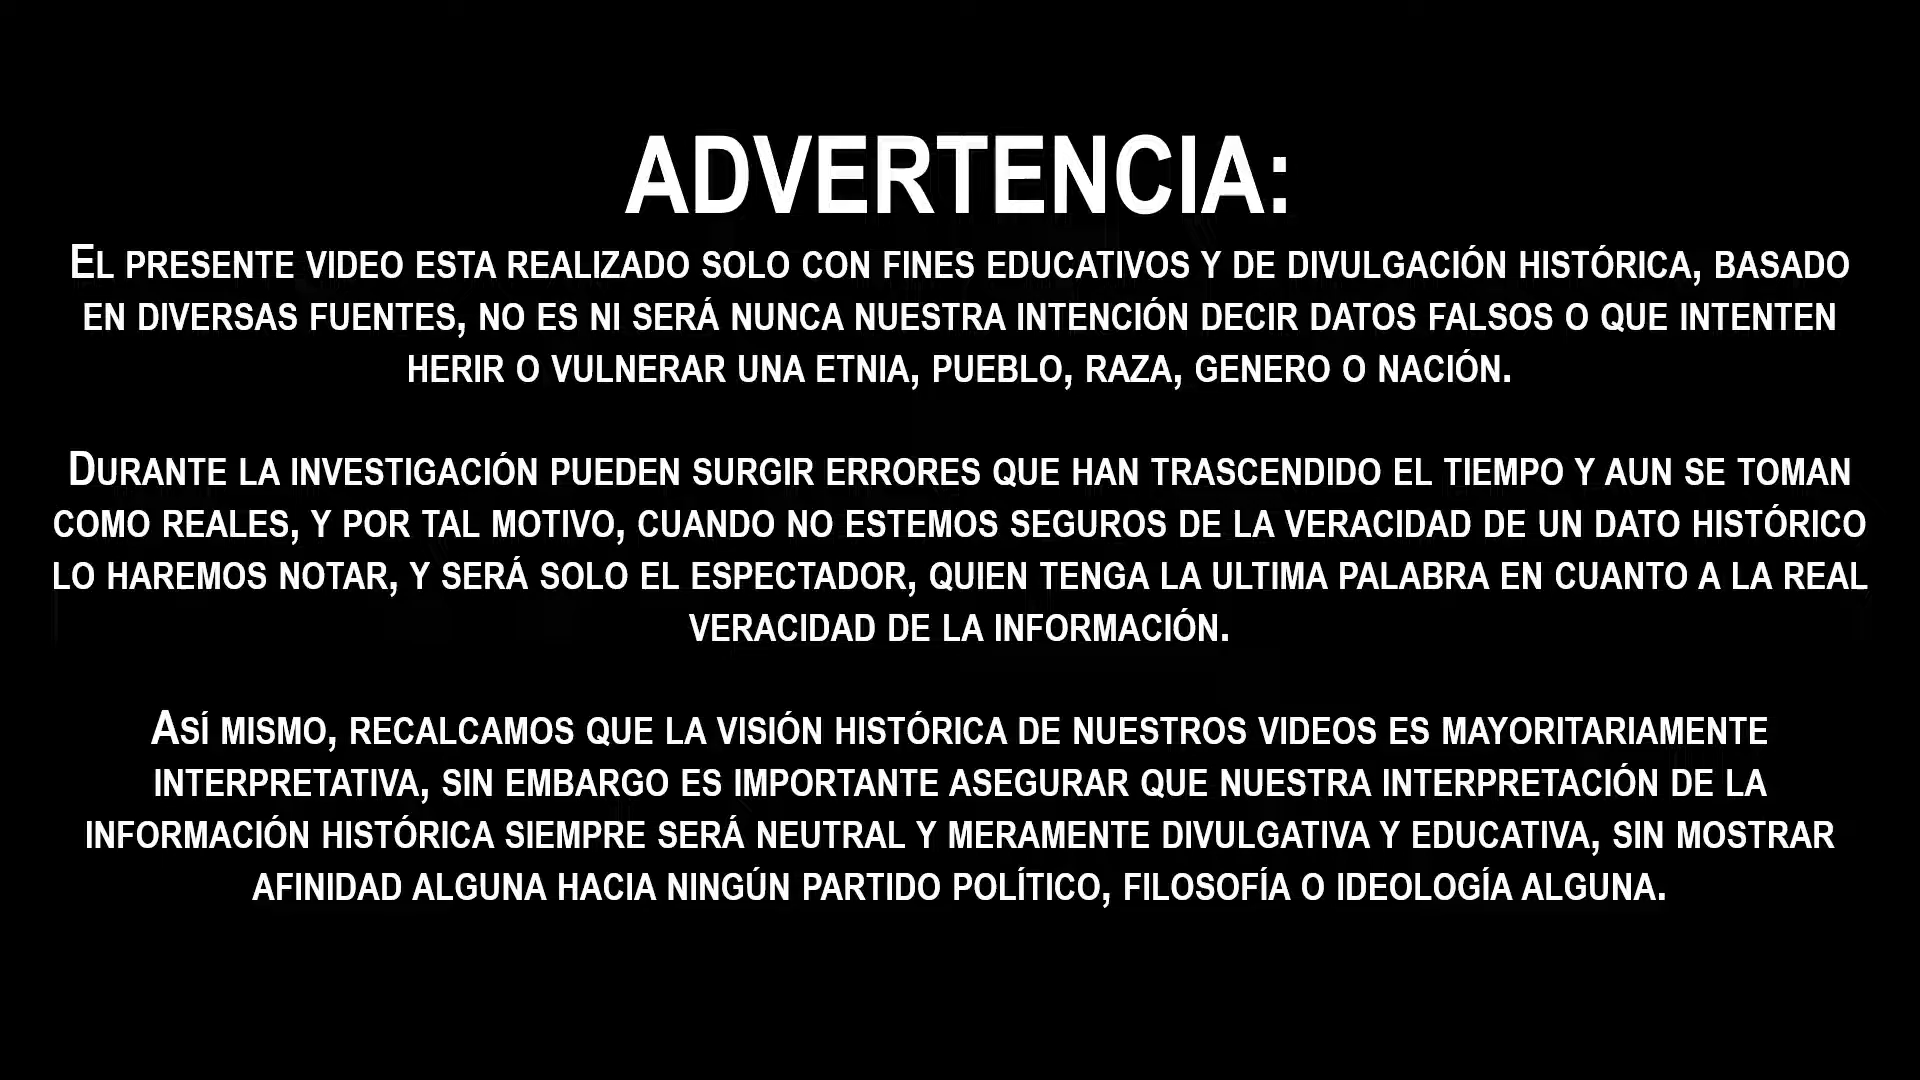 ADVERTENCIA:
EL PRESENTE VIDEO ESTA REALIZADO SOLO CON FINES EDUCATIVOS Y DE DIVULGACIÓN HISTÓRICA, BASADO
EN DIVERSAS FUENTES, NO ES NI SERÁ NUNCA NUESTRA INTENCIÓN DECIR DATOS FALSOS O QUE INTENTEN
HERIR O VULNERAR UNA ETNIA, PUEBLO, RAZA, GENERO O NACIÓN.
DURANTE LA INVESTIGACIÓN PUEDEN SURGIR ERRORES QUE HAN TRASCENDIDO EL TIEMPO Y AUN SE TOMAN
COMO REALES, Y POR TAL MOTIVO, CUANDO NO ESTEMOS SEGUROS DE LA VERACIDAD DE UN DATO HISTÓRICO
LO HAREMOS NOTAR, Y SERÁ SOLO EL ESPECTADOR, QUIEN TENGA LA ULTIMA PALABRA EN CUANTO A LA REAL
VERACIDAD DE LA INFORMACIÓN.
ASÍ MISMO, RECALCAMOS QUE LA VISIÓN HISTÓRICA DE NUESTROS VIDEOS ES MAYORITARIAMENTE
INTERPRETATIVA, SIN EMBARGO ES IMPORTANTE ASEGURAR QUE NUESTRA INTERPRETACIÓN DE LA
INFORMACIÓN HISTÓRICA SIEMPRE SERÁ NEUTRAL Y MERAMENTE DIVULGATIVA Y EDUCATIVA, SIN MOSTRAR
AFINIDAD ALGUNA HACIA NINGÚN PARTIDO POLÍTICO, FILOSOFÍA O IDEOLOGÍA ALGUNA.